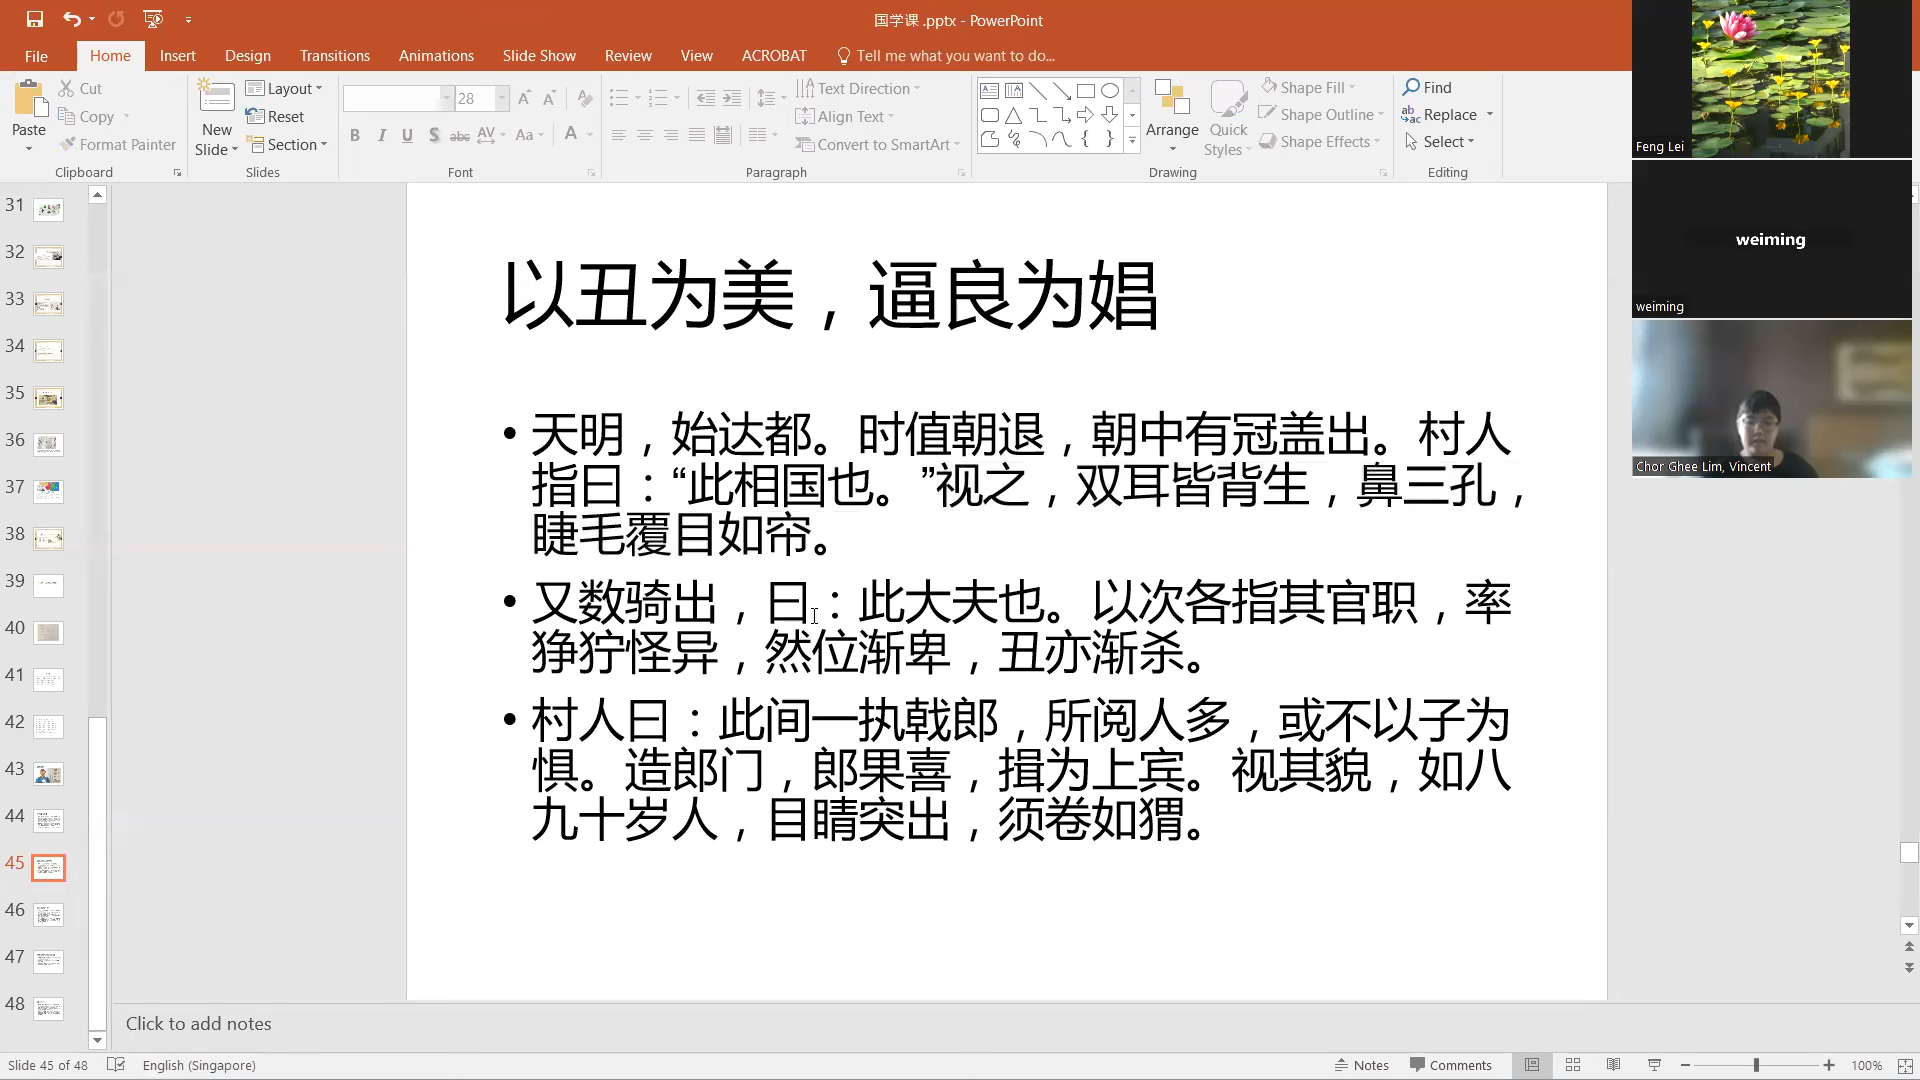 国学课 .pptx - PowerPoint
File Home Insert Design Transitions Animations Slide Show Review View ACROBAT Tell me what you want to do...
Paste
Cut
Copy
Format Painter
Clipboard
New Slide
Layout
Reset
Section
Slides
28
B I U S abc AV Aa A
Font
Text Direction
Align Text
Convert to SmartArt
Paragraph
Arrange
Quick Styles
Shape Fill
Shape Outline
Shape Effects
Drawing
Find
Replace
Select
Editing
31
32
33
34
35
36
37
38
39
40
41
42
43
44
45
46
47
48
以丑为美，逼良为娼
• 天明，始达都。时值朝退，朝中有冠盖出。村人
指曰：“此相国也。”视之，双耳皆背生，鼻三孔，
睫毛覆目如帘。
• 又数骑出，曰：此大夫也。以次各指其官职，率
狰狞怪异，然位渐卑，丑亦渐杀。
• 村人曰：此间一执戟郎，所阅人多，或不以子为
惧。造郎门，郎果喜，揖为上宾。视其貌，如八
九十岁人，目睛突出，须卷如猬。
Feng Lei
weiming
weiming
Chor Ghee Lim, Vincent
Click to add notes
Slide 45 of 48 English (Singapore) Notes Comments 100%